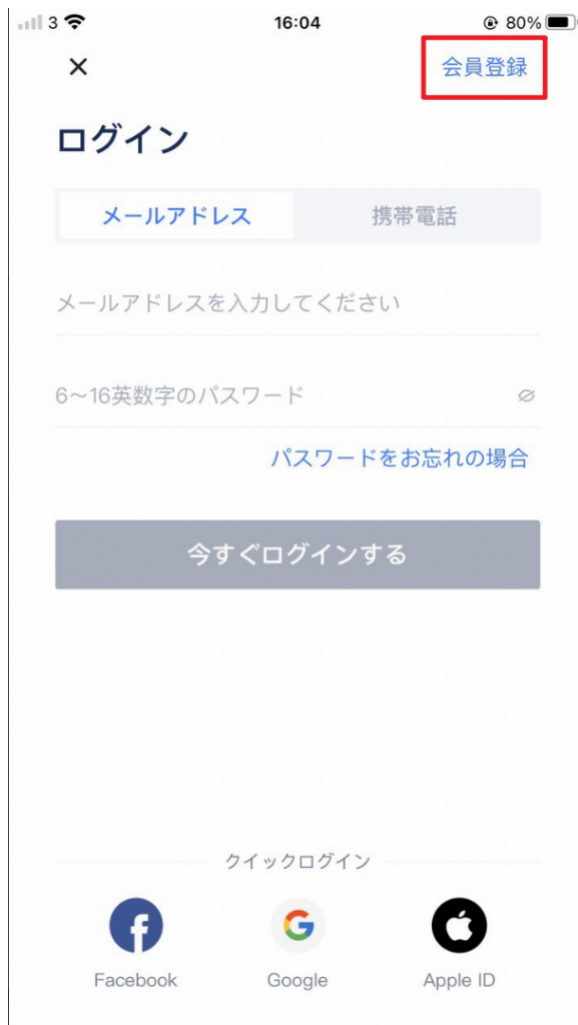 3 16:04 80%
× 会員登録
ログイン
メールアドレス 携帯電話
メールアドレスを入力してください
6〜16英数字のパスワード
パスワードをお忘れの場合
今すぐログインする
クイックログイン
Facebook Google Apple ID